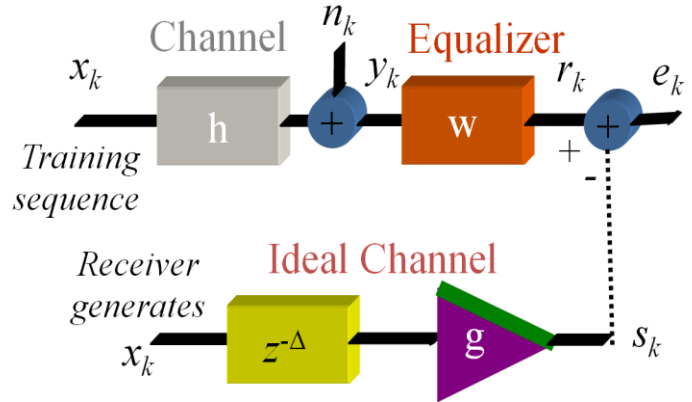 Channel
n_k
Equalizer
x_k
y_k
r_k
e_k
h
+
w
+
+
-
Training
sequence
Receiver
generates
Ideal Channel
x_k
z^{-Δ}
g
s_k